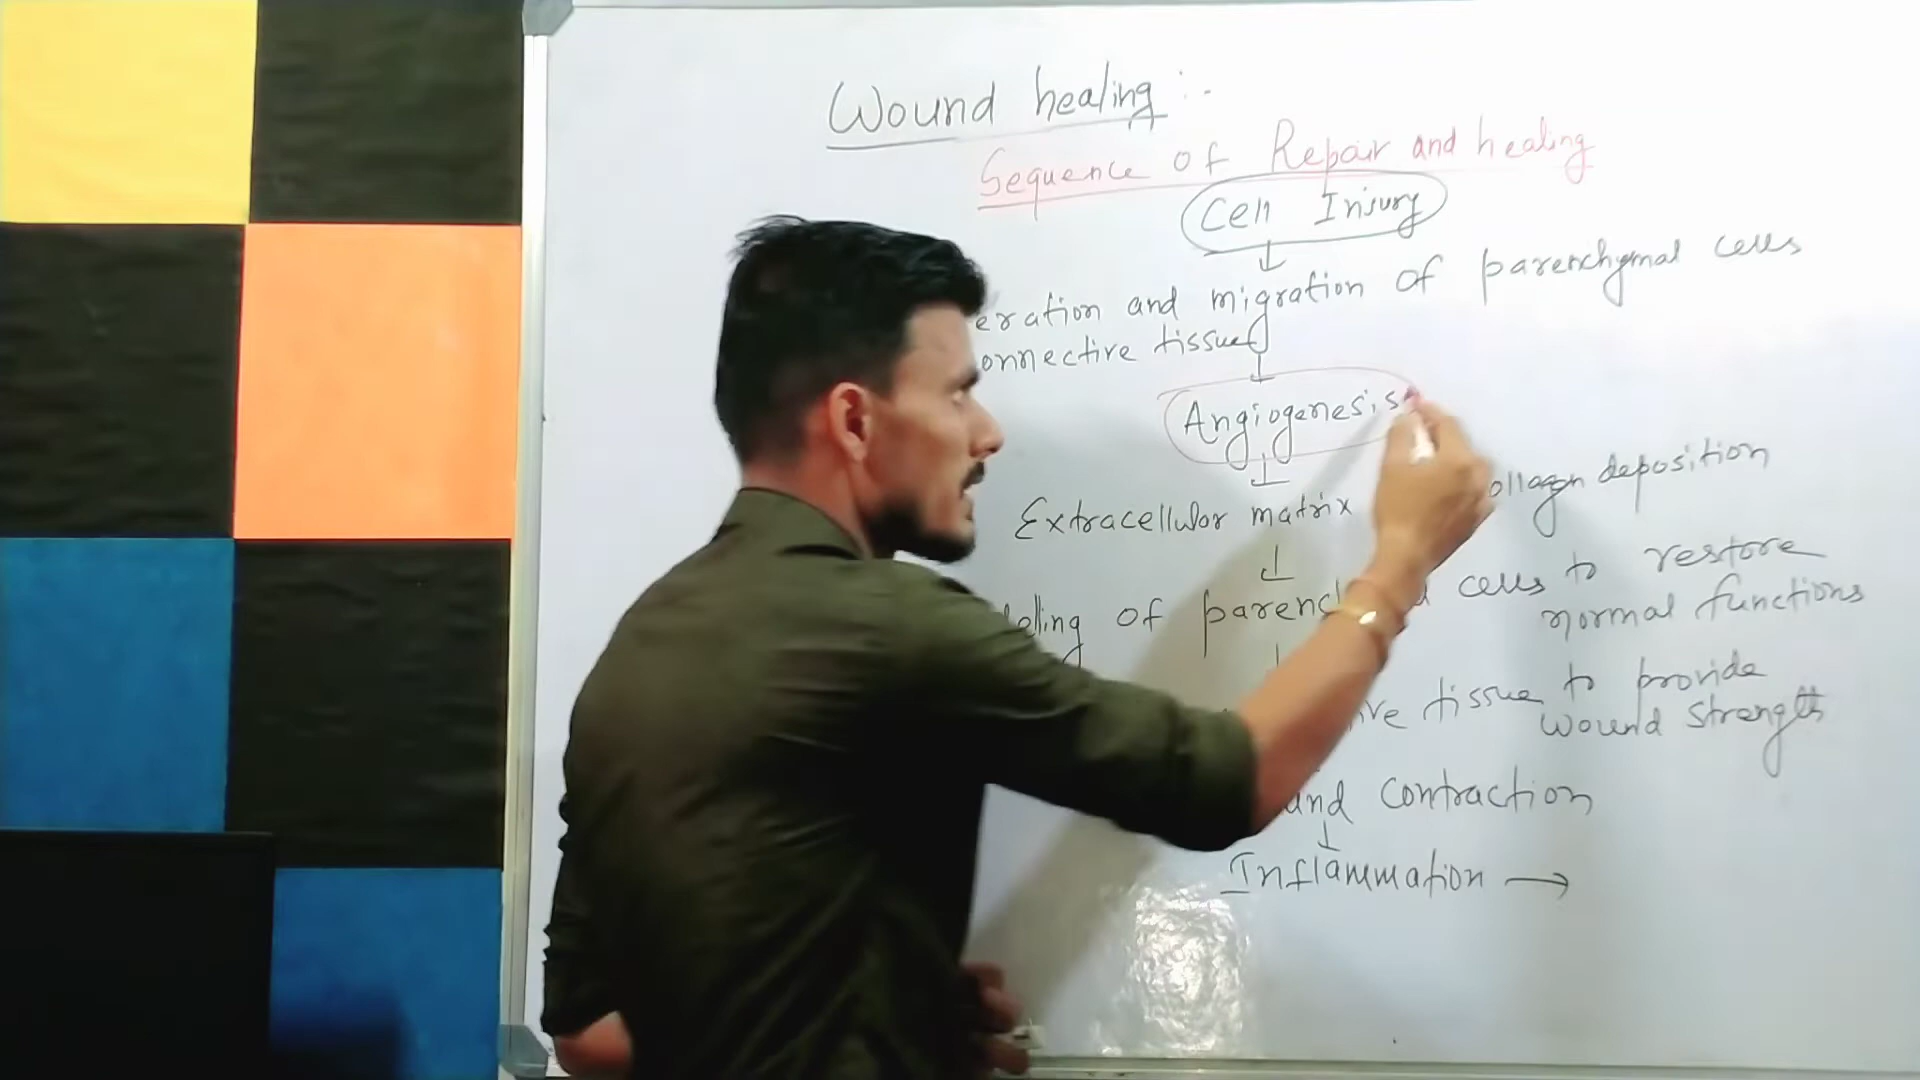 Wound healing :-
Sequence of Repair and healing
Cell Injury
eration and migration of parenchymal cells
onnective tissue
Angiogenesis
Extracellular matrix ollagen deposition
elling of parenc cells to restore
normal functions
ive tissue to provide
wound strength
und contraction
Inflammation →